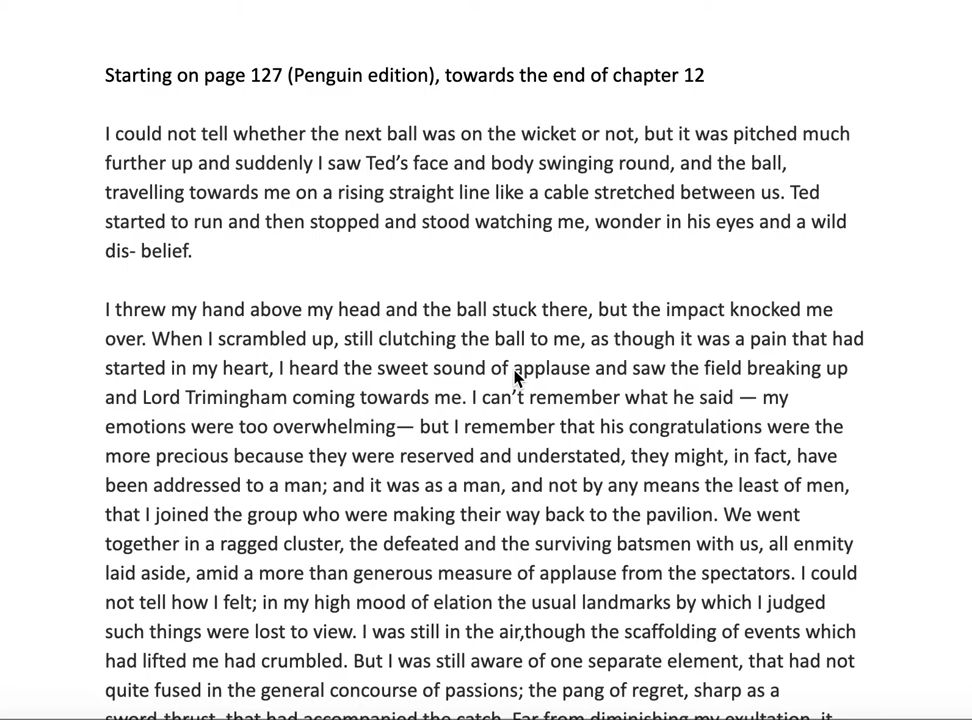 Starting on page 127 (Penguin edition), towards the end of chapter 12
I could not tell whether the next ball was on the wicket or not, but it was pitched much
further up and suddenly I saw Ted’s face and body swinging round, and the ball,
travelling towards me on a rising straight line like a cable stretched between us. Ted
started to run and then stopped and stood watching me, wonder in his eyes and a wild
dis- belief.
I threw my hand above my head and the ball stuck there, but the impact knocked me
over. When I scrambled up, still clutching the ball to me, as though it was a pain that had
started in my heart, I heard the sweet sound of applause and saw the field breaking up
and Lord Trimingham coming towards me. I can’t remember what he said — my
emotions were too overwhelming— but I remember that his congratulations were the
more precious because they were reserved and understated, they might, in fact, have
been addressed to a man; and it was as a man, and not by any means the least of men,
that I joined the group who were making their way back to the pavilion. We went
together in a ragged cluster, the defeated and the surviving batsmen with us, all enmity
laid aside, amid a more than generous measure of applause from the spectators. I could
not tell how I felt; in my high mood of elation the usual landmarks by which I judged
such things were lost to view. I was still in the air,though the scaffolding of events which
had lifted me had crumbled. But I was still aware of one separate element, that had not
quite fused in the general concourse of passions; the pang of regret, sharp as a
sword-thrust, that had accompanied the catch. Far from diminishing my exultation, it